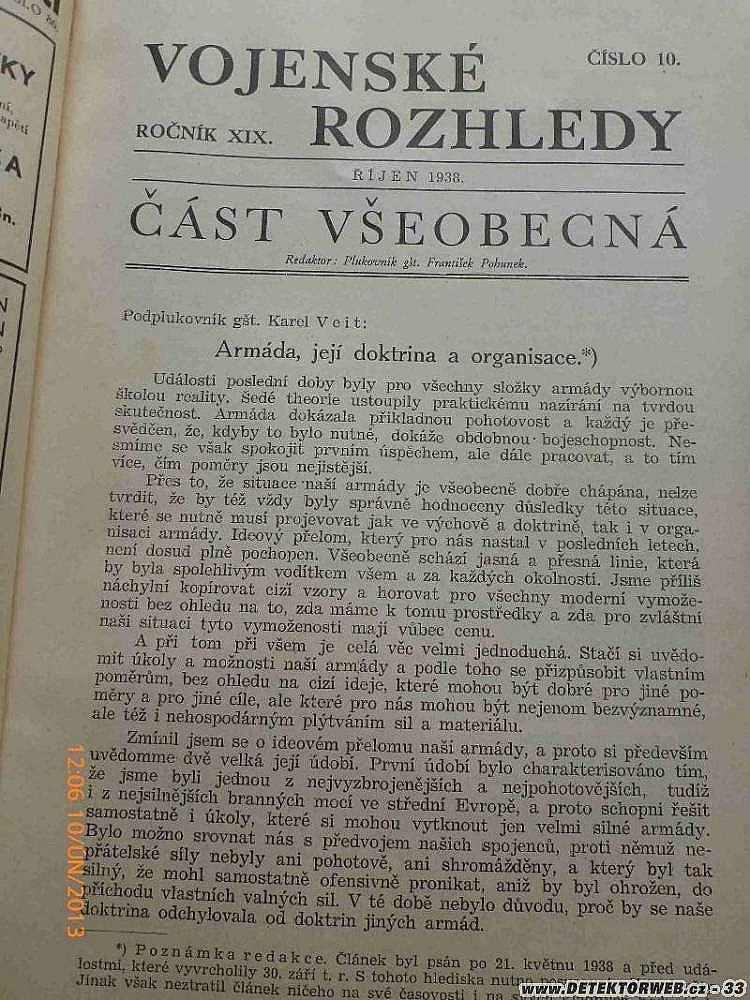 SLO 86.
KY
ní,
apětí
A
n.
N
N
P
VOJENSKÉ
ČÍSLO 10.
ROČNÍK XIX.
ROZHLEDY
ŘÍJEN 1938.
ČÁST VŠEOBECNÁ
Redaktor: Plukovník gšt. František Pohunek.
Podplukovník gšt. Karel Veit:
Armáda, její doktrina a organisace.*)
Události poslední doby byly pro všechny složky armády výbornou
školou reality. Šedé theorie ustoupily praktickému nazírání na tvrdou
skutečnost. Armáda dokázala přikladnou pohotovost a každý je pře-
svědčen, že, kdyby to bylo nutné, dokáže obdobnou bojeschopnost. Ne-
smíme se však spokojit prvním úspěchem, ale dále pracovat, a to tím
více, čím poměry jsou nejistější.
Přes to, že situace naší armády je všeobecně dobře chápána, nelze
tvrdit, že by též vždy byly správně hodnoceny důsledky této situace,
které se nutně musí projevovat jak ve výchově a doktrině, tak i v orga-
nisaci armády. Ideový přelom, který pro nás nastal v posledních letech,
není dosud plně pochopen. Všeobecně schází jasná a přesná linie, která
by byla spolehlivým vodítkem všem a za každých okolností. Jsme příliš
náchylní kopírovat cizí vzory a horovat pro všechny moderní vymože-
nosti bez ohledu na to, zda máme k tomu prostředky a zda pro zvláštní
naši situaci tyto vymoženosti mají vůbec cenu.
A při tom při všem je celá věc velmi jednoduchá. Stačí si uvědo-
mit úkoly a možnosti naší armády a podle toho se přizpůsobit vlastním
poměrům, bez ohledu na cizí ideje, které mohou být dobré pro jiné po-
měry a pro jiné cíle, ale které pro nás mohou být nejenom bezvýznamné,
ale též i nehospodárným plýtváním sil a materiálu.
Zmínil jsem se o ideovém přelomu naší armády, a proto si především
uvědomme dvě velká její údobí. První údobí bylo charakterisováno tím,
že jsme byli jednou z nejvyzbrojenějších a nejpohotovějších, tudíž
i z nejsilnějších branných mocí ve střední Evropě, a proto schopni řešit
samostatně i úkoly, které si mohou vytknout jen velmi silné armády.
Bylo možno srovnat nás s předvojem našich spojenců, proti němuž ne-
přátelské síly nebyly ani pohotově, ani shromážděny, a který byl tak
silný, že mohl samostatně ofensivně pronikat, aniž by byl ohrožen, do
příchodu vlastních valných sil. V té době nebylo důvodu, proč by se naše
doktrina odchylovala od doktrin jiných armád.
*) Poznámka redakce. Článek byl psán po 21. květnu 1938 a před udá-
lostmi, které vyvrcholily 30. září t. r. S tohoto hlediska nutno
Jinak však neztratil článek ničeho na své časovosti i na
12:06 10/JUN/2013
www.DETEKTORWEB.cz - 33